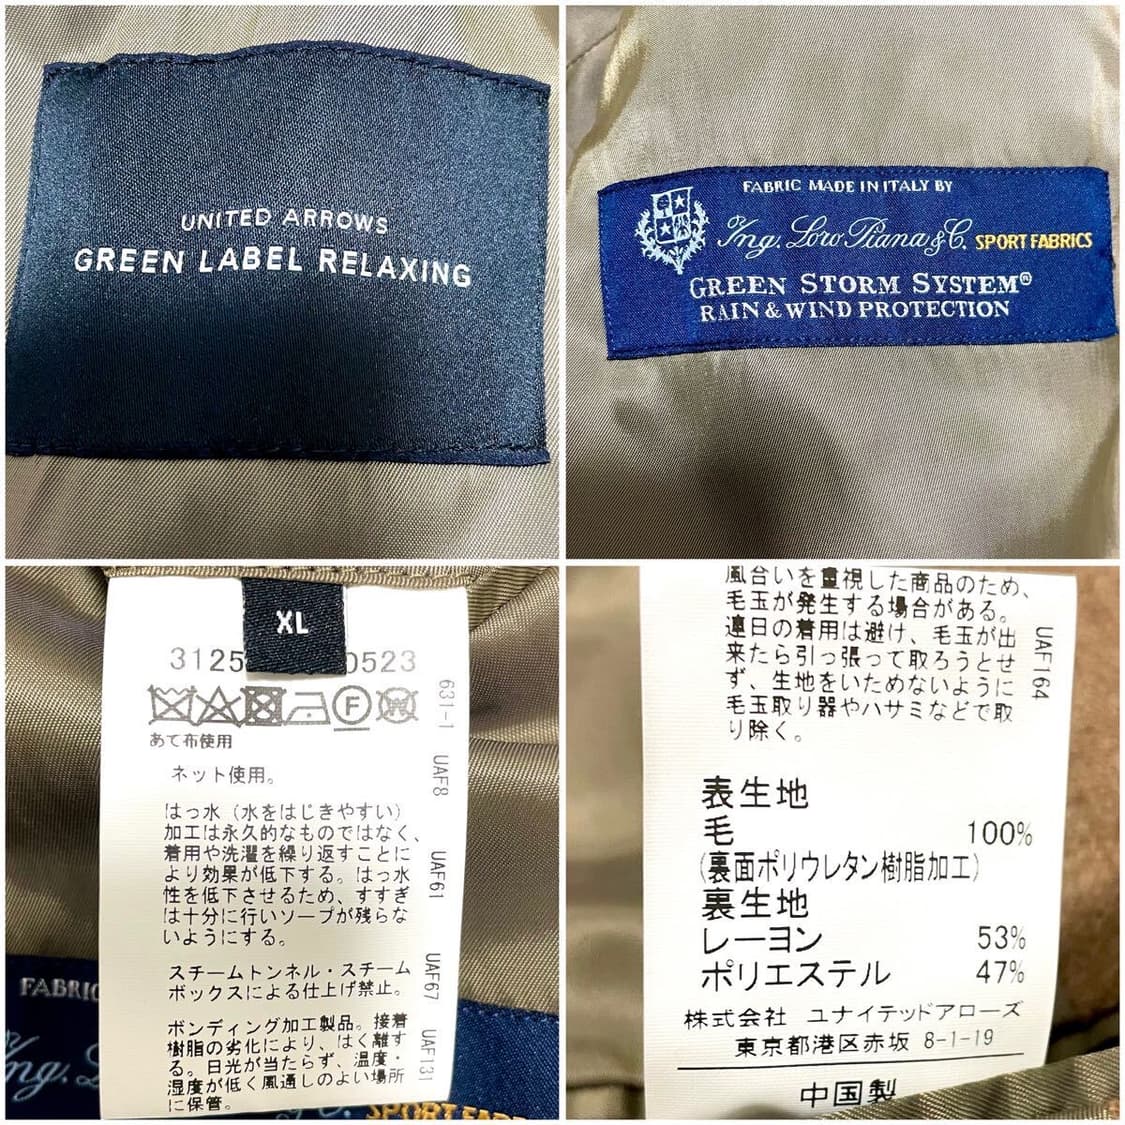 UNITED ARROWS
GREEN LABEL RELAXING
FABRIC MADE IN ITALY BY
Ing. Loro Piana & C. SPORT FABRICS
GREEN STORM SYSTEM®
RAIN & WIND PROTECTION
XL
3125
0523
F
W
あて布使用
ネット使用。
はっ水（水をはじきやすい）
加工は永久的なものではなく、
着用や洗濯を繰り返すことに
より効果が低下する。はっ水
性を低下させるため、すすぎ
は十分に行いソープが残らな
いようにする。
スチームトンネル・スチーム
ボックスによる仕上げ禁止。
ボンディング加工製品。接着
樹脂の劣化により、はく離す
る。日光が当たらず、温度・
湿度が低く風通しのよい場所
に保管。
631-1
UAF8
UAF61
UAF67
UAF131
FABRIC
Ing. L
& C. SPORT FABR
風合いを重視した商品のため、
毛玉が発生する場合がある。
連日の着用は避け、毛玉が出
来たら引っ張って取ろうとせ
ず、生地をいためないように
毛玉取り器やハサミなどで取
り除く。
UAF164
表生地
毛 100%
(裏面ポリウレタン樹脂加工)
裏生地
レーヨン 53%
ポリエステル 47%
株式会社 ユナイテッドアローズ
東京都港区赤坂 8-1-19
中国製